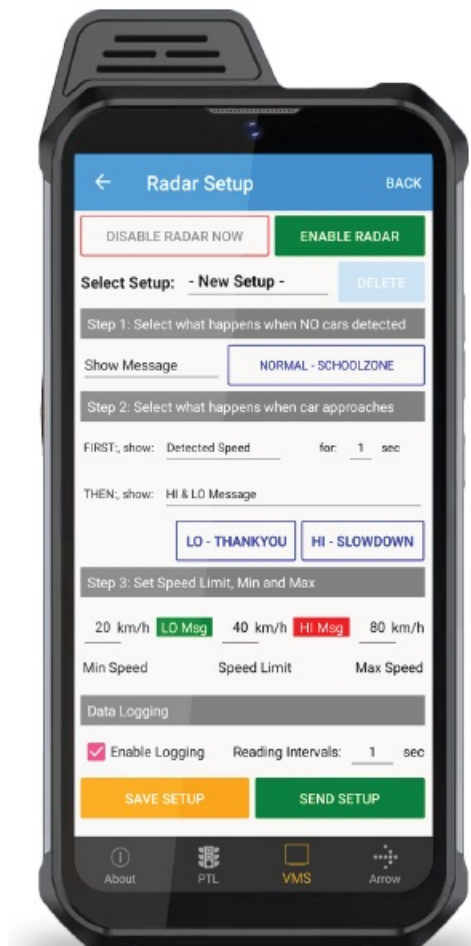 Radar Setup BACK
DISABLE RADAR NOW ENABLE RADAR
Select Setup: - New Setup - DELETE
Step 1: Select what happens when NO cars detected
Show Message NORMAL - SCHOOLZONE
Step 2: Select what happens when car approaches
FIRST:, show: Detected Speed for: 1 sec
THEN:, show: HI & LO Message
LO - THANKYOU HI - SLOWDOWN
Step 3: Set Speed Limit, Min and Max
20 km/h LO Msg 40 km/h HI Msg 80 km/h
Min Speed Speed Limit Max Speed
Data Logging
Enable Logging Reading Intervals: 1 sec
SAVE SETUP SEND SETUP
About PTL VMS Arrow